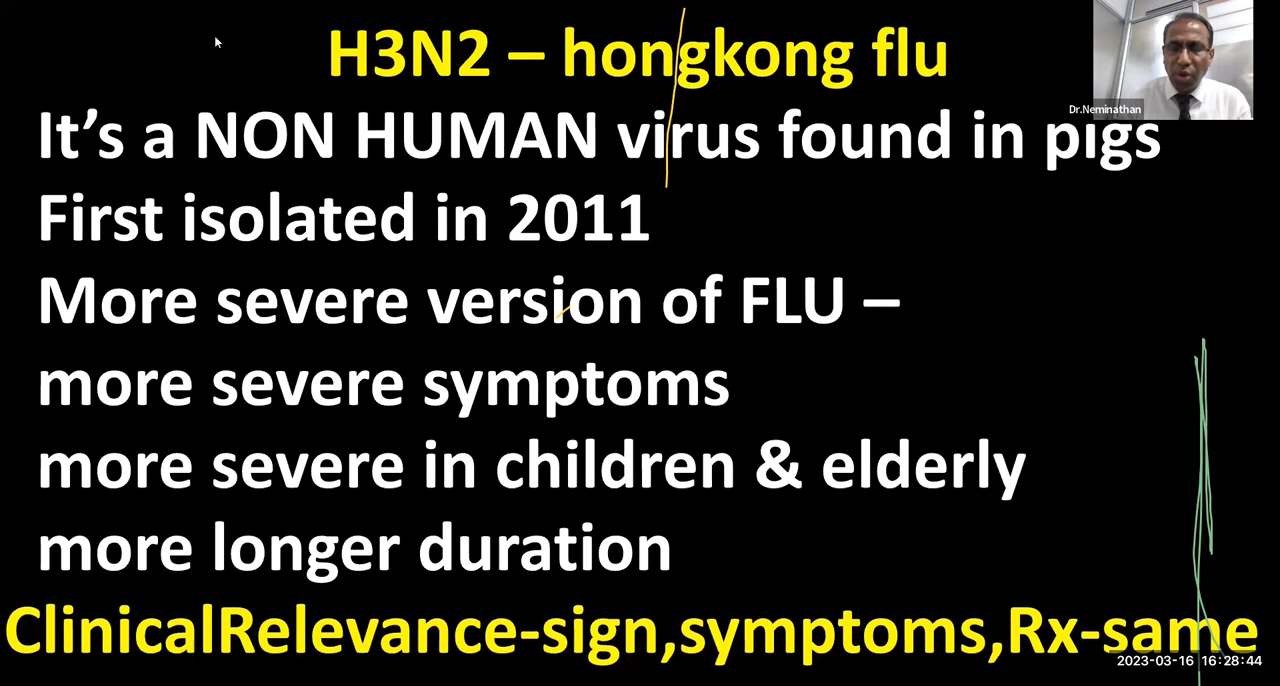 H3N2 – hongkong flu
Dr.Neminathan
It’s a NON HUMAN virus found in pigs
First isolated in 2011
More severe version of FLU –
more severe symptoms
more severe in children & elderly
more longer duration
ClinicalRelevance-sign,symptoms,Rx-same
2023-03-16 16:28:44